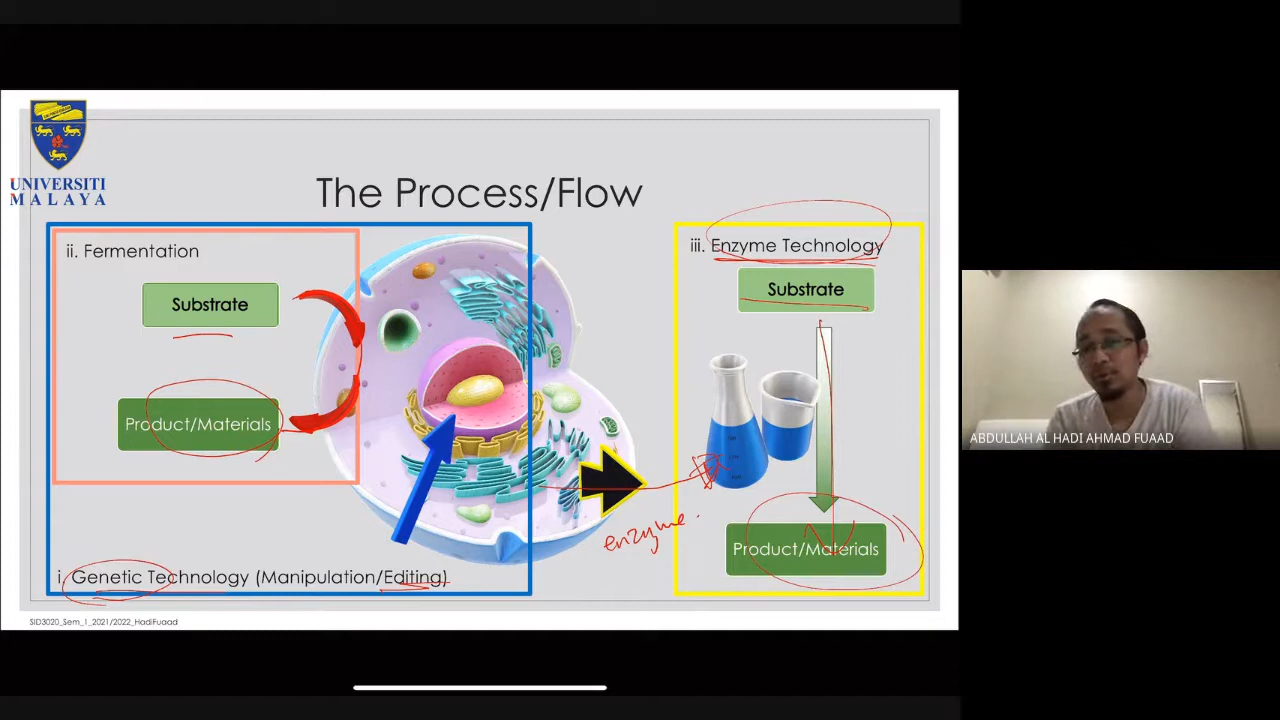 UNIVERSITI
MALAYA
The Process/Flow
ii. Fermentation
Substrate
Product/Materials
i. Genetic Technology (Manipulation/Editing)
iii. Enzyme Technology
Substrate
enzyme.
Product/Materials
SID3020_Sem_1_2021/2022_HadiFuaad
ABDULLAH AL HADI AHMAD FUAAD